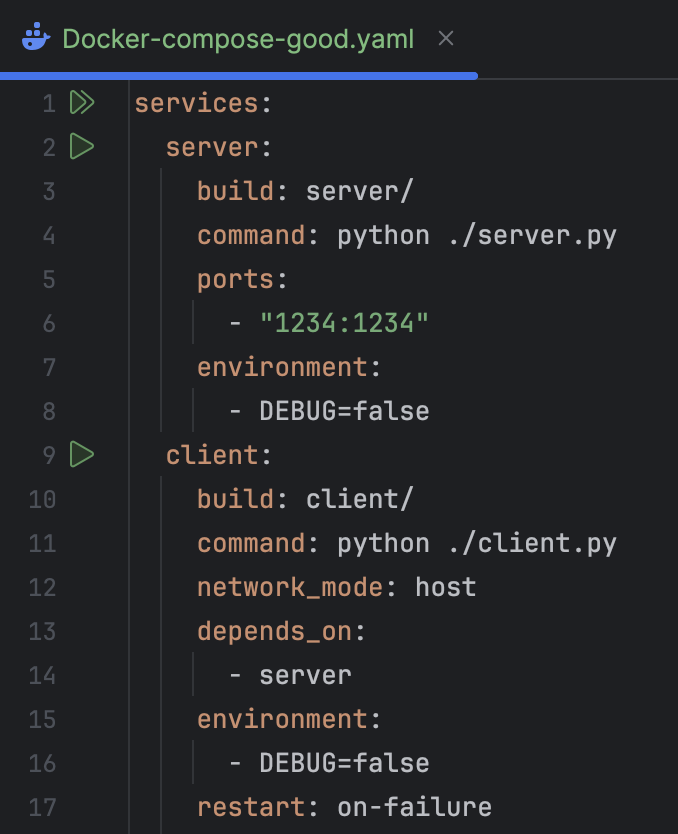 Docker-compose-good.yaml
1 services:
2   server:
3     build: server/
4     command: python ./server.py
5     ports:
6       - "1234:1234"
7     environment:
8       - DEBUG=false
9   client:
10     build: client/
11     command: python ./client.py
12     network_mode: host
13     depends_on:
14       - server
15     environment:
16       - DEBUG=false
17     restart: on-failure